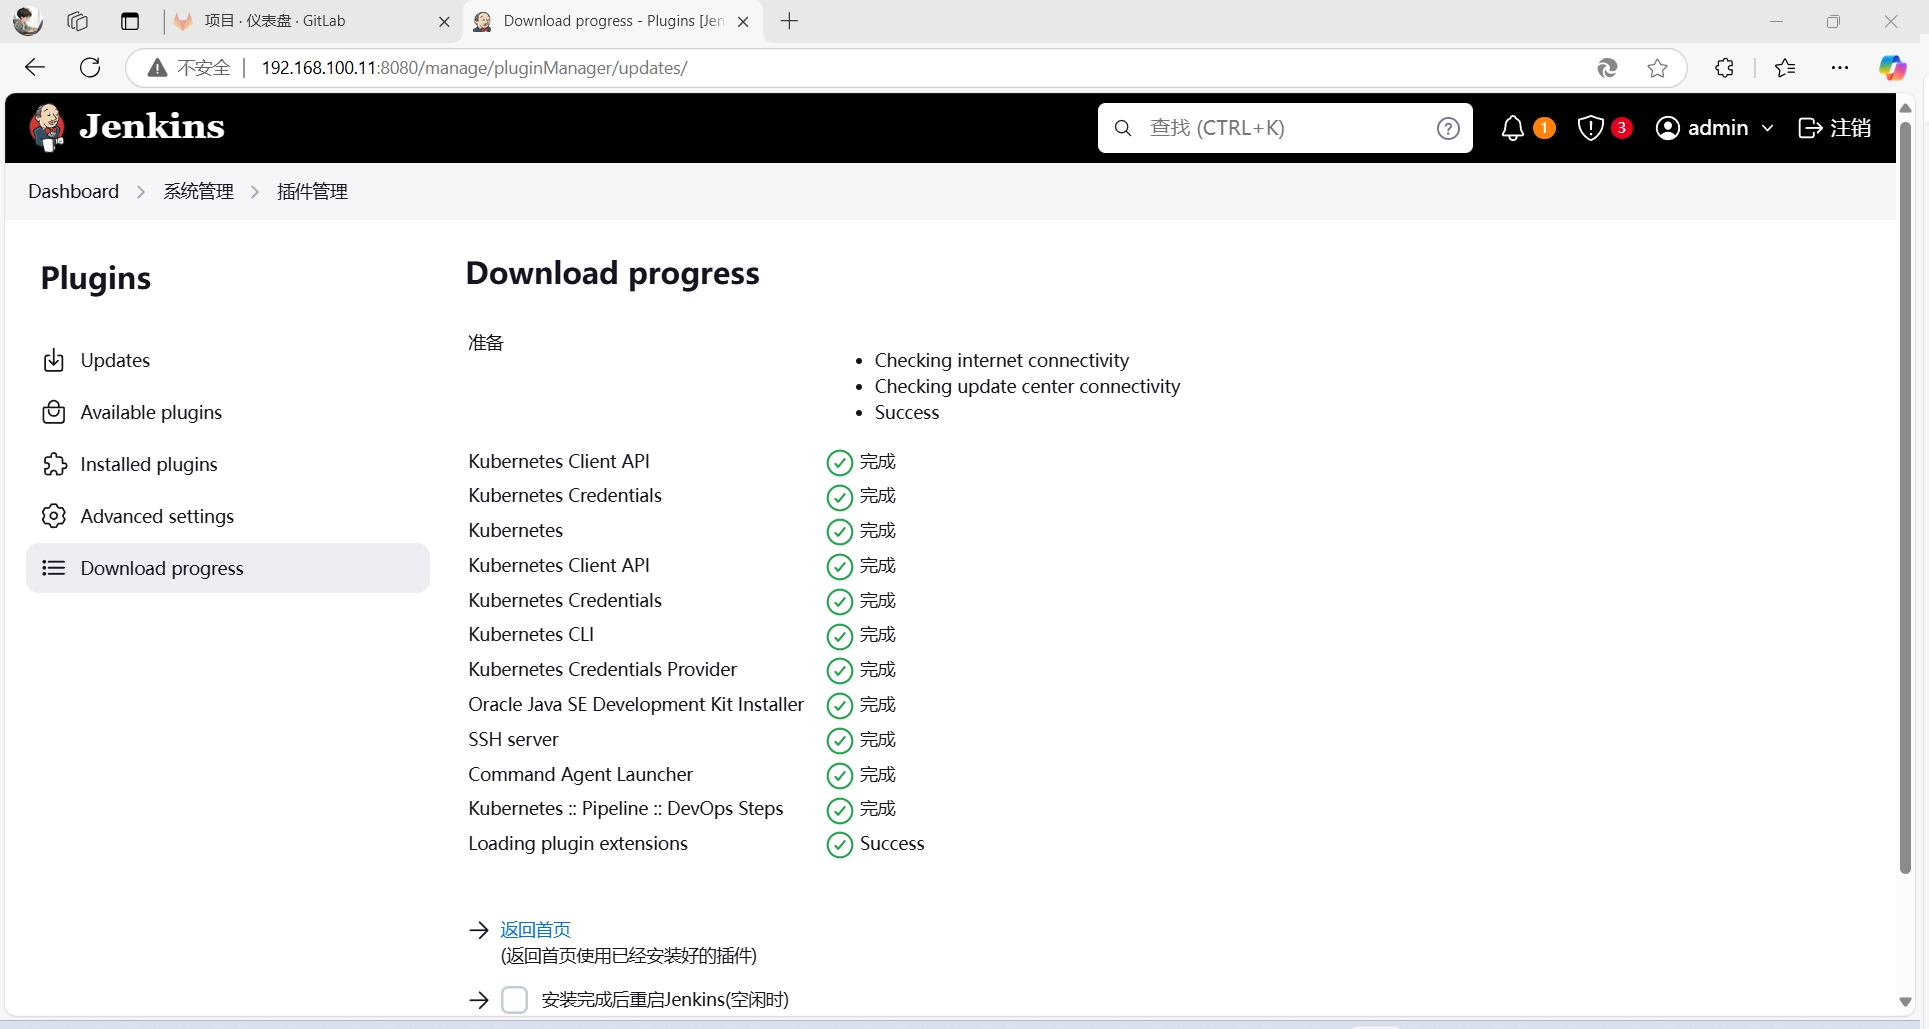 项目 · 仪表盘 · GitLab
Download progress - Plugins [Jen
不安全
192.168.100.11:8080/manage/pluginManager/updates/
Jenkins
查找 (CTRL+K)
1
3
admin
注销
Dashboard
系统管理
插件管理
Plugins
Updates
Available plugins
Installed plugins
Advanced settings
Download progress
Download progress
准备
Checking internet connectivity
Checking update center connectivity
Success
Kubernetes Client API 完成
Kubernetes Credentials 完成
Kubernetes 完成
Kubernetes Client API 完成
Kubernetes Credentials 完成
Kubernetes CLI 完成
Kubernetes Credentials Provider 完成
Oracle Java SE Development Kit Installer 完成
SSH server 完成
Command Agent Launcher 完成
Kubernetes :: Pipeline :: DevOps Steps 完成
Loading plugin extensions Success
返回首页
(返回首页使用已经安装好的插件)
安装完成后重启Jenkins(空闲时)